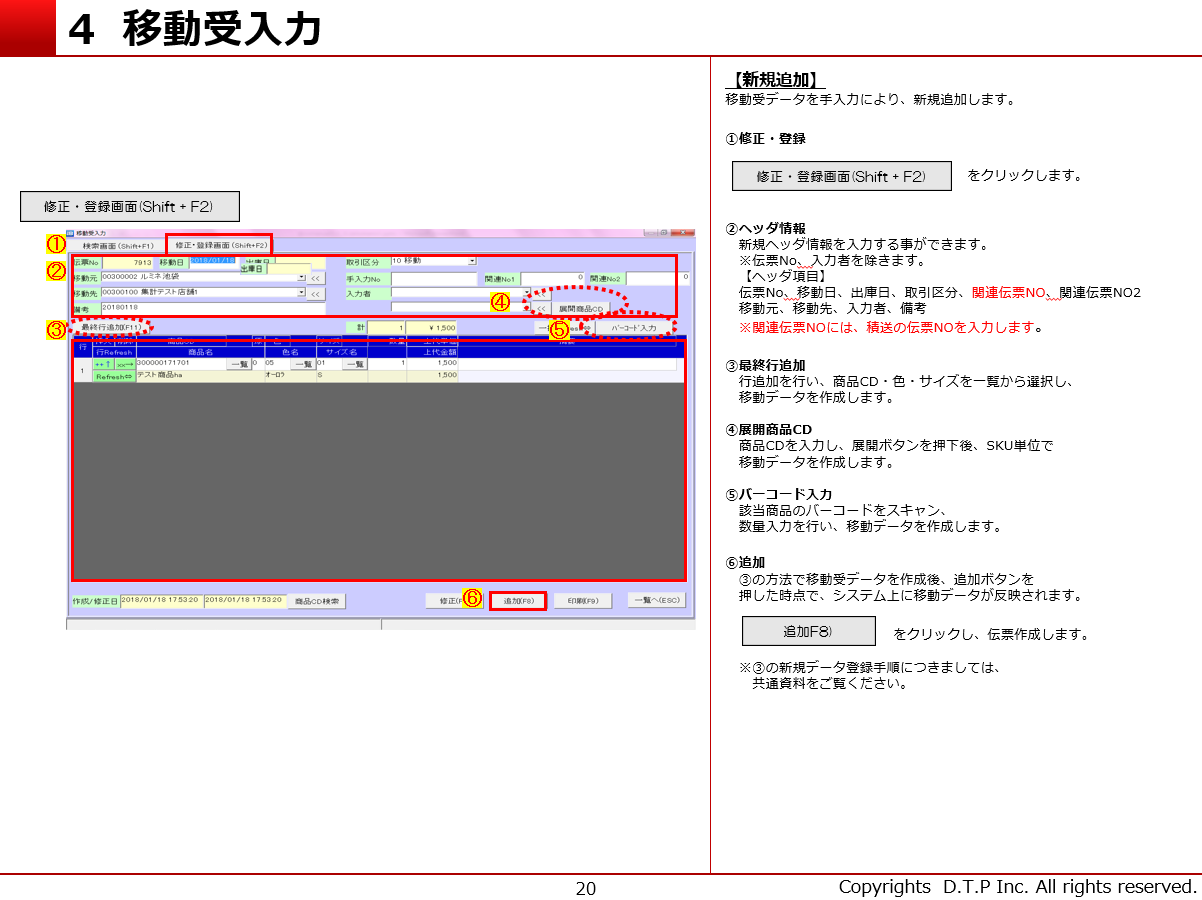 4 移動受入力
修正・登録画面(Shift + F2)
移動受入力
① 検索画面(Shift+F1) 修正・登録画面(Shift+F2)
② 伝票No 7913 移動日 2018/01/18 出庫日 取引区分 10 移動
出庫日
移動元 00300002 ルミネ池袋 << 手入力No 関連No1 0 関連No2 0
移動先 00300100 集計テスト店舗1 << 入力者 <<
備考 20180118 ④ << 展開商品CD
③ 最終行追加(F11) 計 1 ¥ 1,500 ⑤ バーコード入力
行 商品CD 色 サイズ 数量 上代単価 摘要
行Refresh 商品名 色名 サイズ名 上代金額
1 ++↑ xx→ 300000171701 一覧 0 05 一覧 01 一覧 1 1,500
Refresh⇔ テスト商品ha オーロラ S 1,500
作成/修正日 2018/01/18 17:53:20 2018/01/18 17:53:20 商品CD検索 修正(F ⑥ 追加(F8) 印刷(F9) 一覧へ(ESC)
【新規追加】
移動受データを手入力により、新規追加します。
①修正・登録
修正・登録画面(Shift + F2) をクリックします。
②ヘッダ情報
新規ヘッダ情報を入力する事ができます。
※伝票No、入力者を除きます。
【ヘッダ項目】
伝票No、移動日、出庫日、取引区分、関連伝票NO、関連伝票NO2
移動元、移動先、入力者、備考
※関連伝票NOには、積送の伝票NOを入力します。
③最終行追加
行追加を行い、商品CD・色・サイズを一覧から選択し、
移動データを作成します。
④展開商品CD
商品CDを入力し、展開ボタンを押下後、SKU単位で
移動データを作成します。
⑤バーコード入力
該当商品のバーコードをスキャン、
数量入力を行い、移動データを作成します。
⑥追加
③の方法で移動受データを作成後、追加ボタンを
押した時点で、システム上に移動データが反映されます。
追加F8) をクリックし、伝票作成します。
※③の新規データ登録手順につきましては、
共通資料をご覧ください。
20
Copyrights D.T.P Inc. All rights reserved.